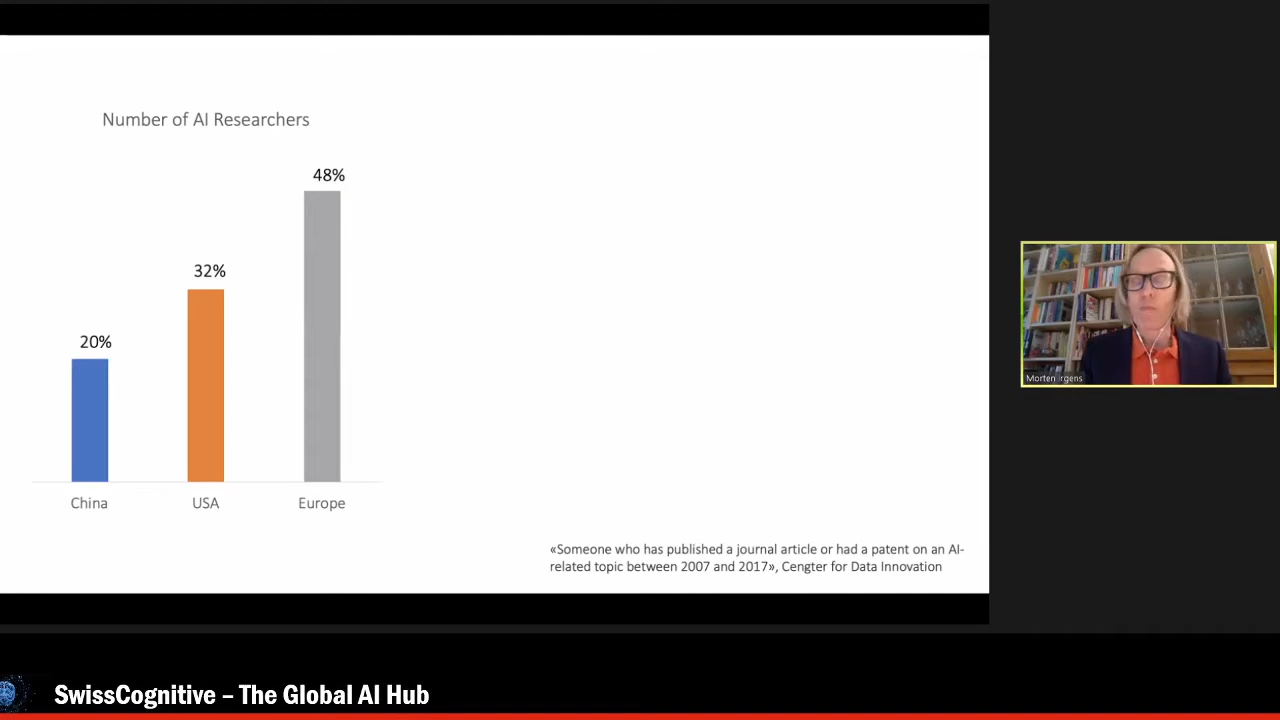 Number of AI Researchers
48%
32%
20%
China
USA
Europe
«Someone who has published a journal article or had a patent on an AI-
related topic between 2007 and 2017», Cengter for Data Innovation
Morten Irgens
SwissCognitive – The Global AI Hub